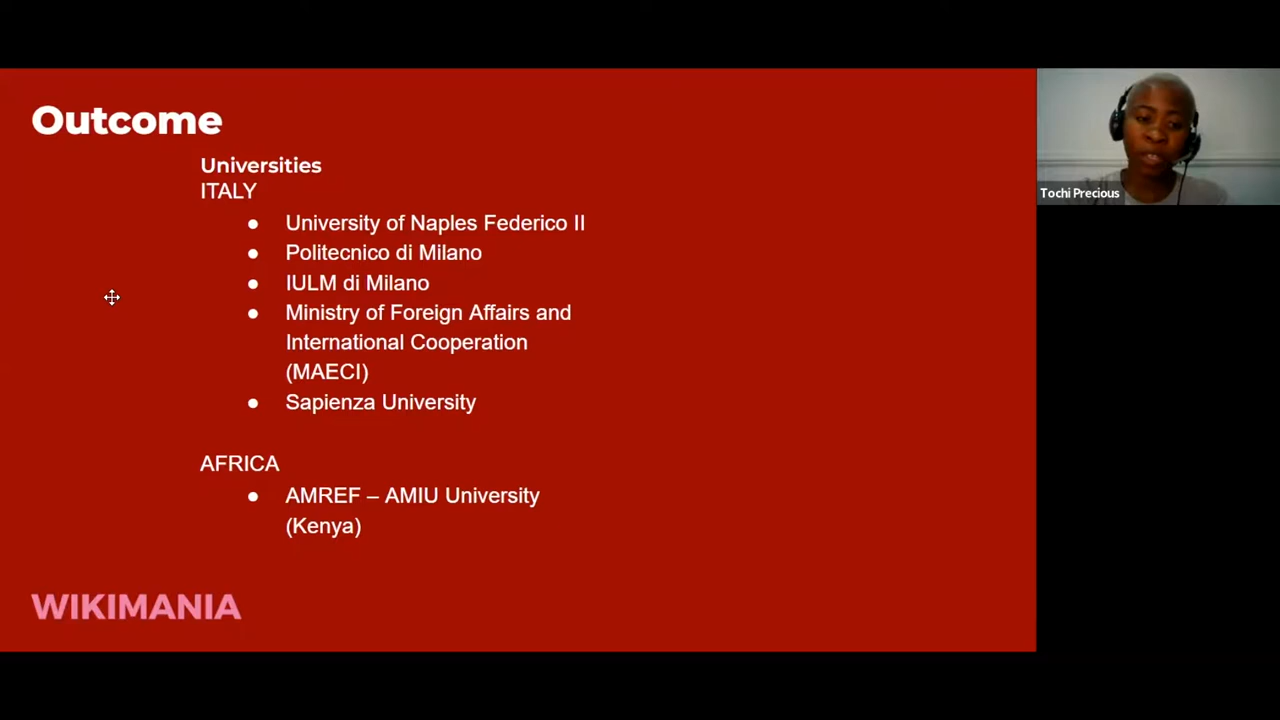 Outcome
Universities
ITALY
● University of Naples Federico II
● Politecnico di Milano
● IULM di Milano
● Ministry of Foreign Affairs and
International Cooperation
(MAECI)
● Sapienza University
AFRICA
● AMREF – AMIU University
(Kenya)
WIKIMANIA
Tochi Precious